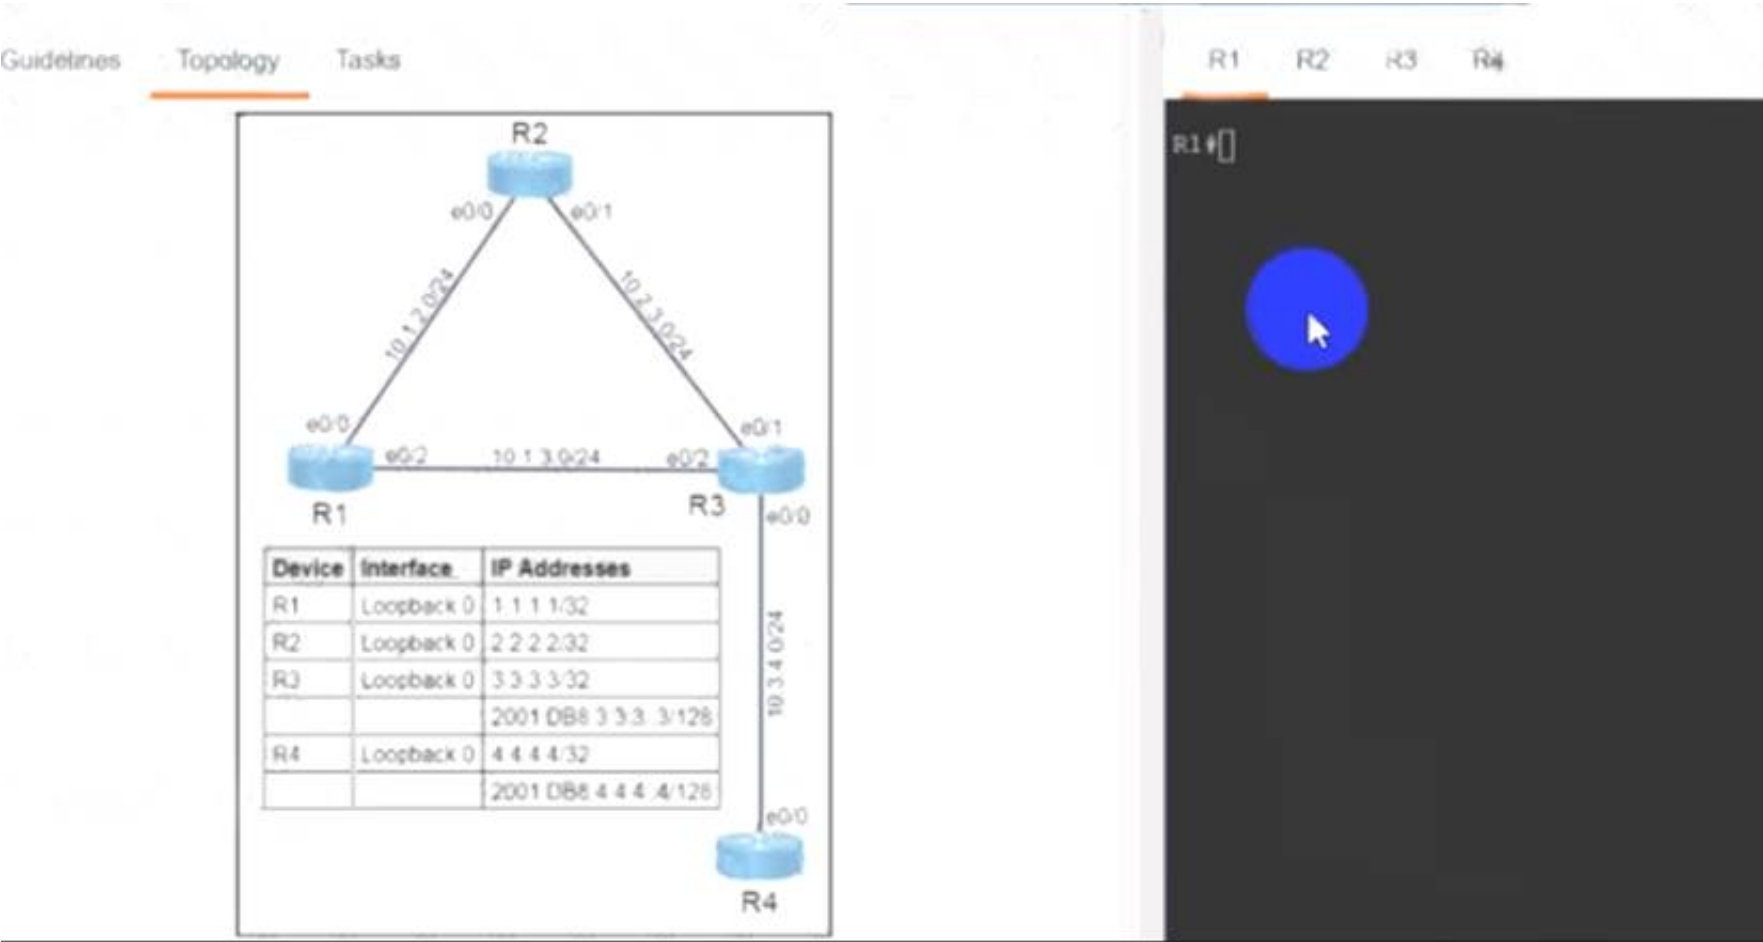 Guidelines Topology Tasks
R1 R2 R3 R4
R1#
R2
e0/0 e0/1
10.1.2.0/24
10.2.3.0/24
e0/0
e0/1
e0/2 10.1.3.0/24 e0/2
R1
R3
e0/0
Device Interface IP Addresses
R1 Loopback 0 1.1.1.1/32
R2 Loopback 0 2.2.2.2/32
R3 Loopback 0 3.3.3.3/32
2001:DB8:3:3:3::3/128
R4 Loopback 0 4.4.4.4/32
2001:DB8:4:4:4::4/128
10.3.4.0/24
e0/0
R4